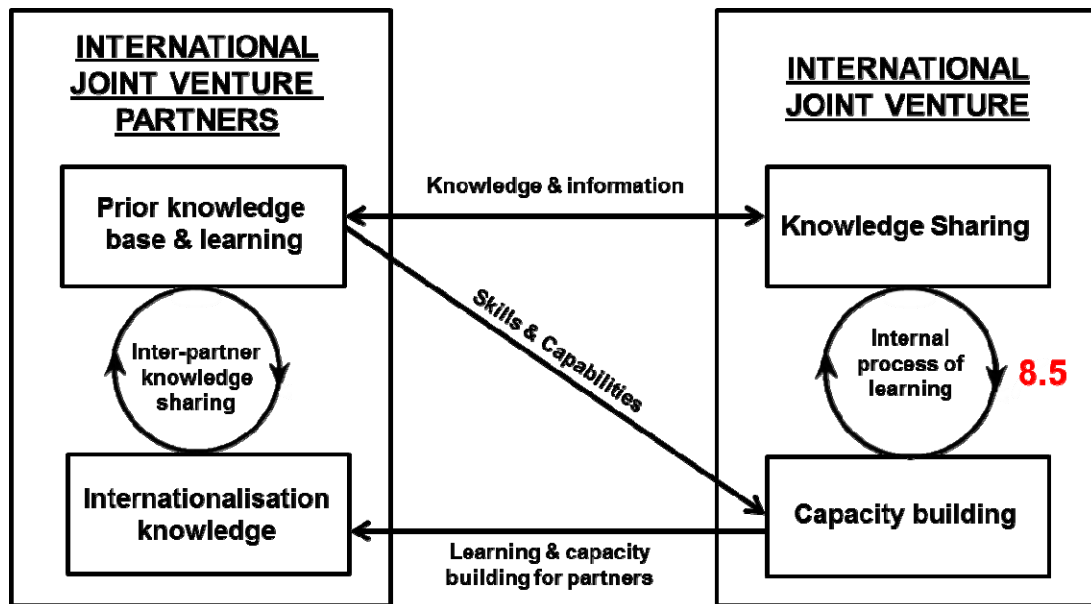 INTERNATIONAL
JOINT VENTURE
PARTNERS
Prior knowledge
base & learning
Inter-partner
knowledge
sharing
Internationalisation
knowledge
Knowledge & information
Skills & Capabilities
Learning & capacity
building for partners
INTERNATIONAL
JOINT VENTURE
Knowledge Sharing
Internal
process of
learning
8.5
Capacity building